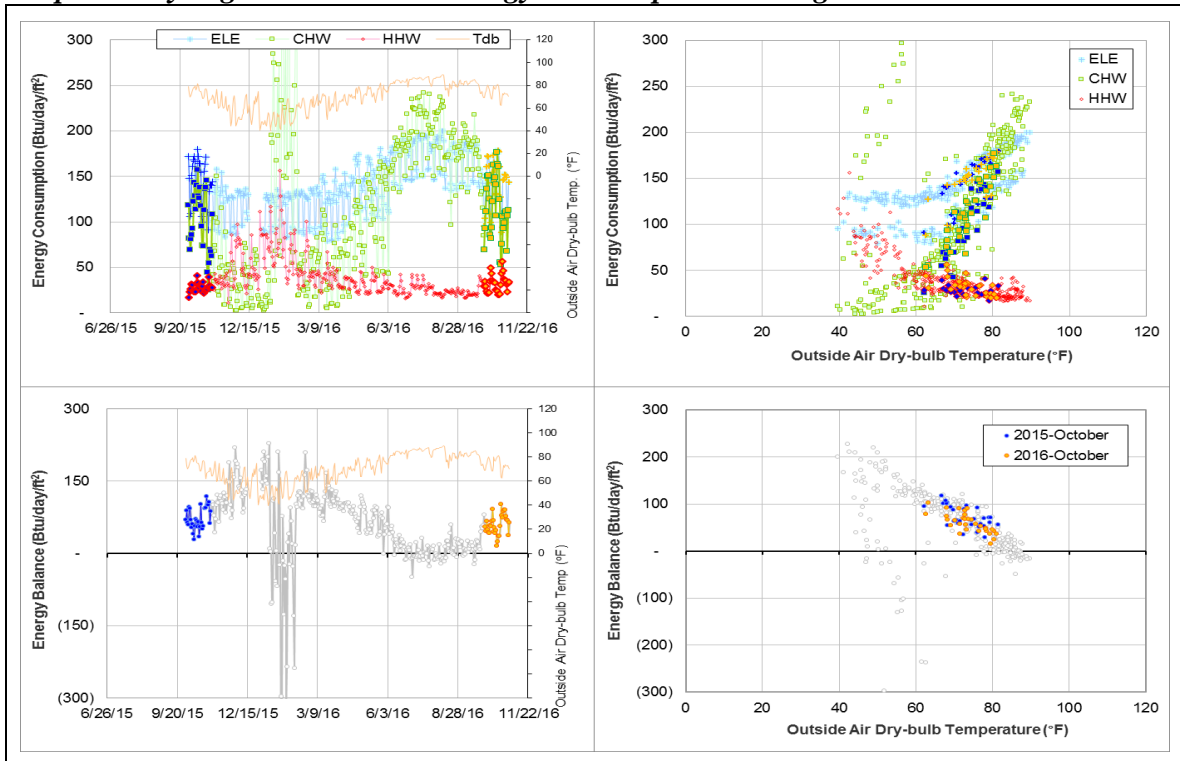 ELE CHW HHW Tdb
300
250
200
150
100
50
-
Energy Consumption (Btu/day/ft²)
120
100
80
60
40
20
0
Outside Air Dry-bulb Temp. (°F)
6/26/15 9/20/15 12/15/15 3/9/16 6/3/16 8/28/16 11/22/16
ELE
CHW
HHW
300
250
200
150
100
50
-
Energy Consumption (Btu/day/ft²)
0 20 40 60 80 100 120
Outside Air Dry-bulb Temperature (°F)
300
150
-
(150)
(300)
Energy Balance (Btu/day/ft²)
120
100
80
60
40
20
0
Outside Air Dry-bulb Temp (°F)
6/26/15 9/20/15 12/15/15 3/9/16 6/3/16 8/28/16 11/22/16
2015-October
2016-October
300
200
100
-
(100)
(200)
(300)
Energy Balance (Btu/day/ft²)
0 20 40 60 80 100 120
Outside Air Dry-bulb Temperature (°F)